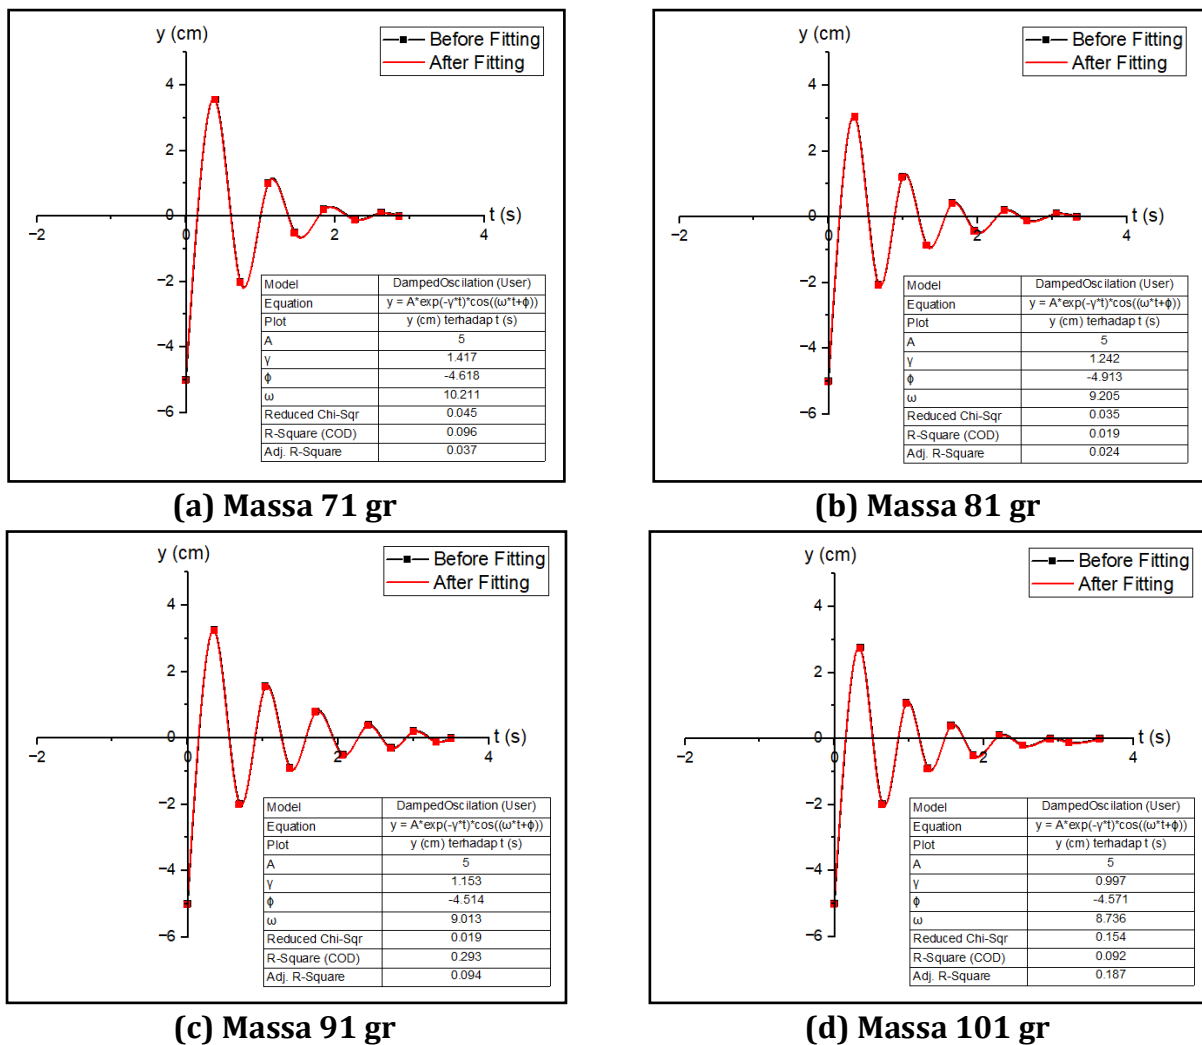 y (cm)
Before Fitting
After Fitting
4
2
0
−2
−4
−6
−2
0
2
4
t (s)
Model DampedOscilation (User)
Equation y = A*exp(-γ*t)*cos((ω*t+ϕ))
Plot y (cm) terhadap t (s)
A 5
γ 1.417
ϕ -4.618
ω 10.211
Reduced Chi-Sqr 0.045
R-Square (COD) 0.096
Adj. R-Square 0.037
(a) Massa 71 gr
y (cm)
Before Fitting
After Fitting
4
2
0
−2
−4
−6
−2
0
2
4
t (s)
Model DampedOscilation (User)
Equation y = A*exp(-γ*t)*cos((ω*t+ϕ))
Plot y (cm) terhadap t (s)
A 5
γ 1.242
ϕ -4.913
ω 9.205
Reduced Chi-Sqr 0.035
R-Square (COD) 0.019
Adj. R-Square 0.024
(b) Massa 81 gr
y (cm)
Before Fitting
After Fitting
4
2
0
−2
−4
−6
−2
0
2
4
t (s)
Model DampedOscilation (User)
Equation y = A*exp(-γ*t)*cos((ω*t+ϕ))
Plot y (cm) terhadap t (s)
A 5
γ 1.153
ϕ -4.514
ω 9.013
Reduced Chi-Sqr 0.019
R-Square (COD) 0.293
Adj. R-Square 0.094
(c) Massa 91 gr
y (cm)
Before Fitting
After Fitting
4
2
0
−2
−4
−6
−2
0
2
4
t (s)
Model DampedOscilation (User)
Equation y = A*exp(-γ*t)*cos((ω*t+ϕ))
Plot y (cm) terhadap t (s)
A 5
γ 0.997
ϕ -4.571
ω 8.736
Reduced Chi-Sqr 0.154
R-Square (COD) 0.092
Adj. R-Square 0.187
(d) Massa 101 gr